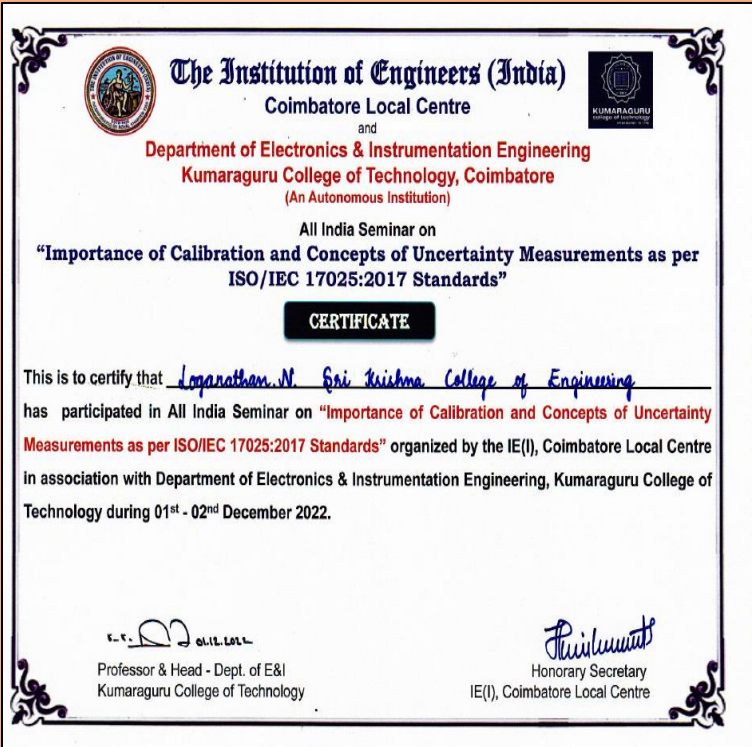 The Institution of Engineers (India)
Coimbatore Local Centre
and
Department of Electronics & Instrumentation Engineering
Kumaraguru College of Technology, Coimbatore
(An Autonomous Institution)
KUMARAGURU
college of technology
All India Seminar on
“Importance of Calibration and Concepts of Uncertainty Measurements as per
ISO/IEC 17025:2017 Standards”
CERTIFICATE
This is to certify that Loganathan. N. Sri Krishna College of Engineering
has participated in All India Seminar on “Importance of Calibration and Concepts of Uncertainty
Measurements as per ISO/IEC 17025:2017 Standards” organized by the IE(I), Coimbatore Local Centre
in association with Department of Electronics & Instrumentation Engineering, Kumaraguru College of
Technology during 01st - 02nd December 2022.
01.12.2022
Professor & Head - Dept. of E&I
Kumaraguru College of Technology
Honorary Secretary
IE(I), Coimbatore Local Centre